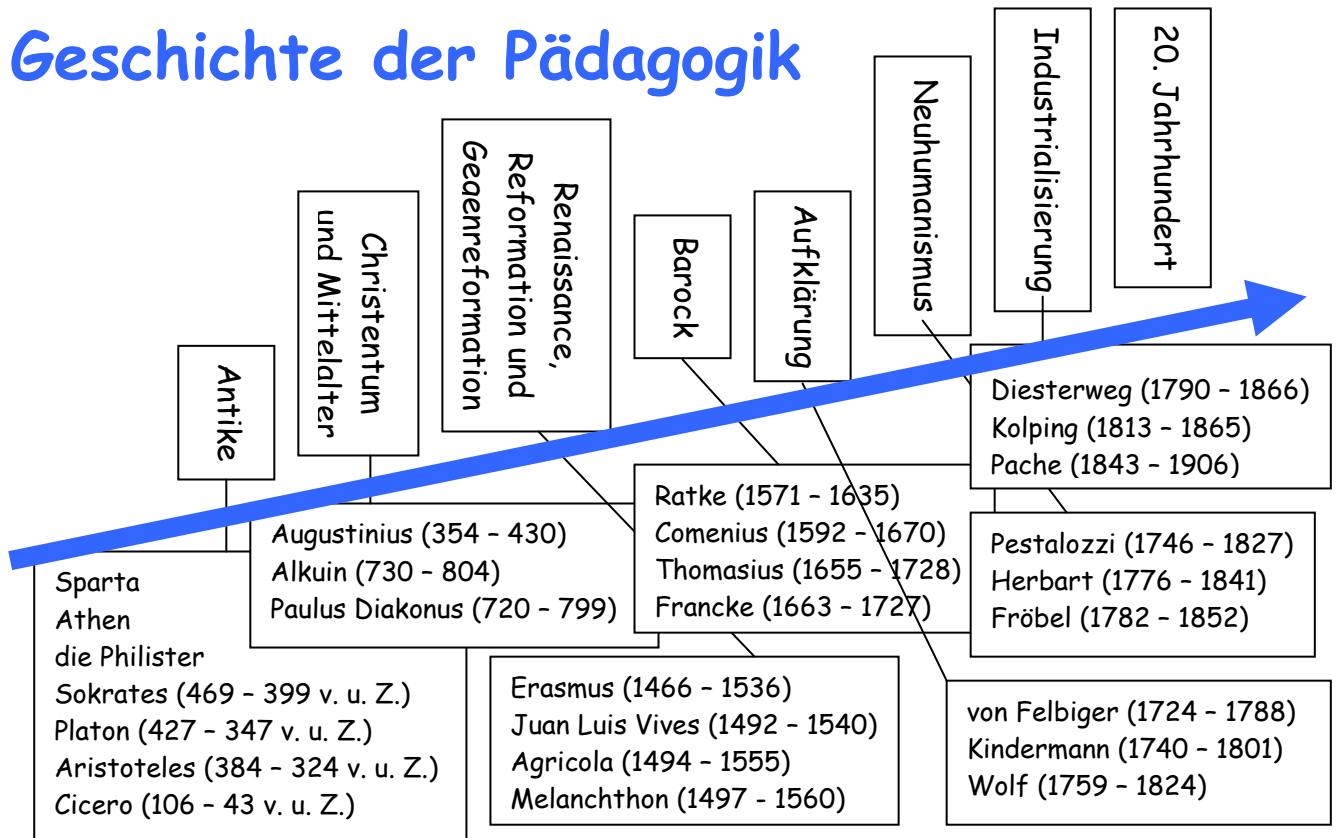 Geschichte der Pädagogik
Antike
Christentum
und Mittelalter
Renaissance,
Reformation und
Geaenreformation
Barock
Aufklärung
Neuhumanismus
Industrialisierung
20. Jahrhundert
Sparta
Athen
die Philister
Sokrates (469 – 399 v. u. Z.)
Platon (427 – 347 v. u. Z.)
Aristoteles (384 – 324 v. u. Z.)
Cicero (106 – 43 v. u. Z.)
Augustinius (354 – 430)
Alkuin (730 – 804)
Paulus Diakonus (720 – 799)
Erasmus (1466 – 1536)
Juan Luis Vives (1492 – 1540)
Agricola (1494 – 1555)
Melanchthon (1497 - 1560)
Ratke (1571 – 1635)
Comenius (1592 – 1670)
Thomasius (1655 – 1728)
Francke (1663 – 1727)
von Felbiger (1724 – 1788)
Kindermann (1740 – 1801)
Wolf (1759 – 1824)
Pestalozzi (1746 – 1827)
Herbart (1776 – 1841)
Fröbel (1782 – 1852)
Diesterweg (1790 – 1866)
Kolping (1813 – 1865)
Pache (1843 – 1906)